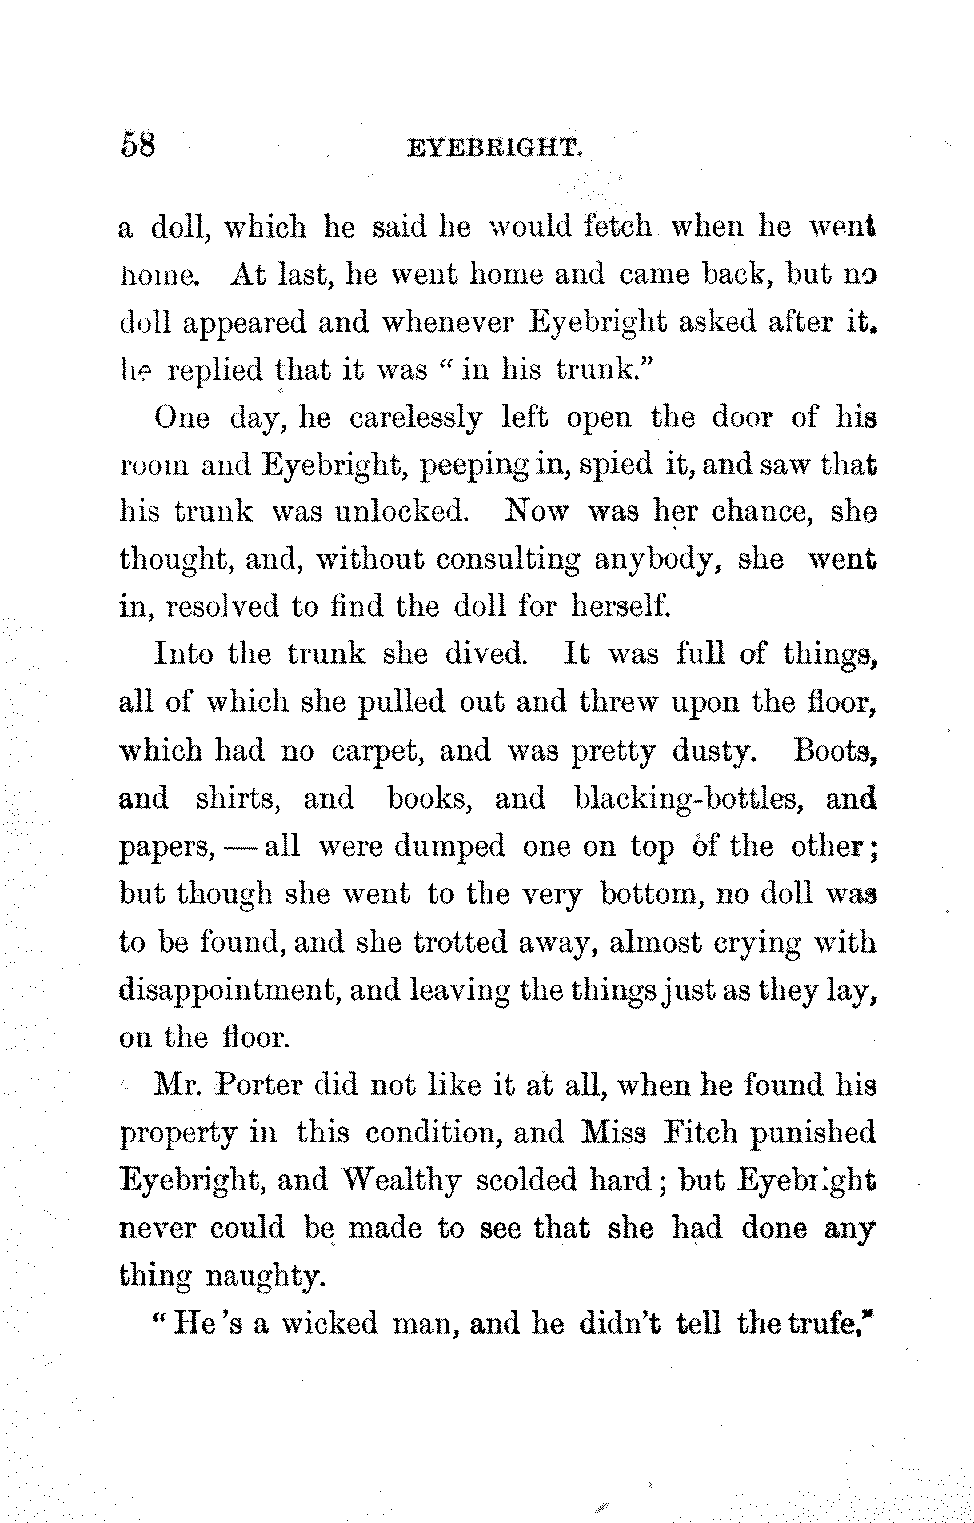 58 EYEBRIGHT.
a doll, which he said he would fetch when he went
home. At last, he went home and came back, but no
doll appeared and whenever Eyebright asked after it,
he replied that it was “in his trunk.”
One day, he carelessly left open the door of his
room and Eyebright, peeping in, spied it, and saw that
his trunk was unlocked. Now was her chance, she
thought, and, without consulting anybody, she went
in, resolved to find the doll for herself.
Into the trunk she dived. It was full of things,
all of which she pulled out and threw upon the floor,
which had no carpet, and was pretty dusty. Boots,
and shirts, and books, and blacking-bottles, and
papers, — all were dumped one on top of the other;
but though she went to the very bottom, no doll was
to be found, and she trotted away, almost crying with
disappointment, and leaving the things just as they lay,
on the floor.
Mr. Porter did not like it at all, when he found his
property in this condition, and Miss Fitch punished
Eyebright, and Wealthy scolded hard; but Eyebright
never could be made to see that she had done any
thing naughty.
“He's a wicked man, and he didn't tell the trufe,”